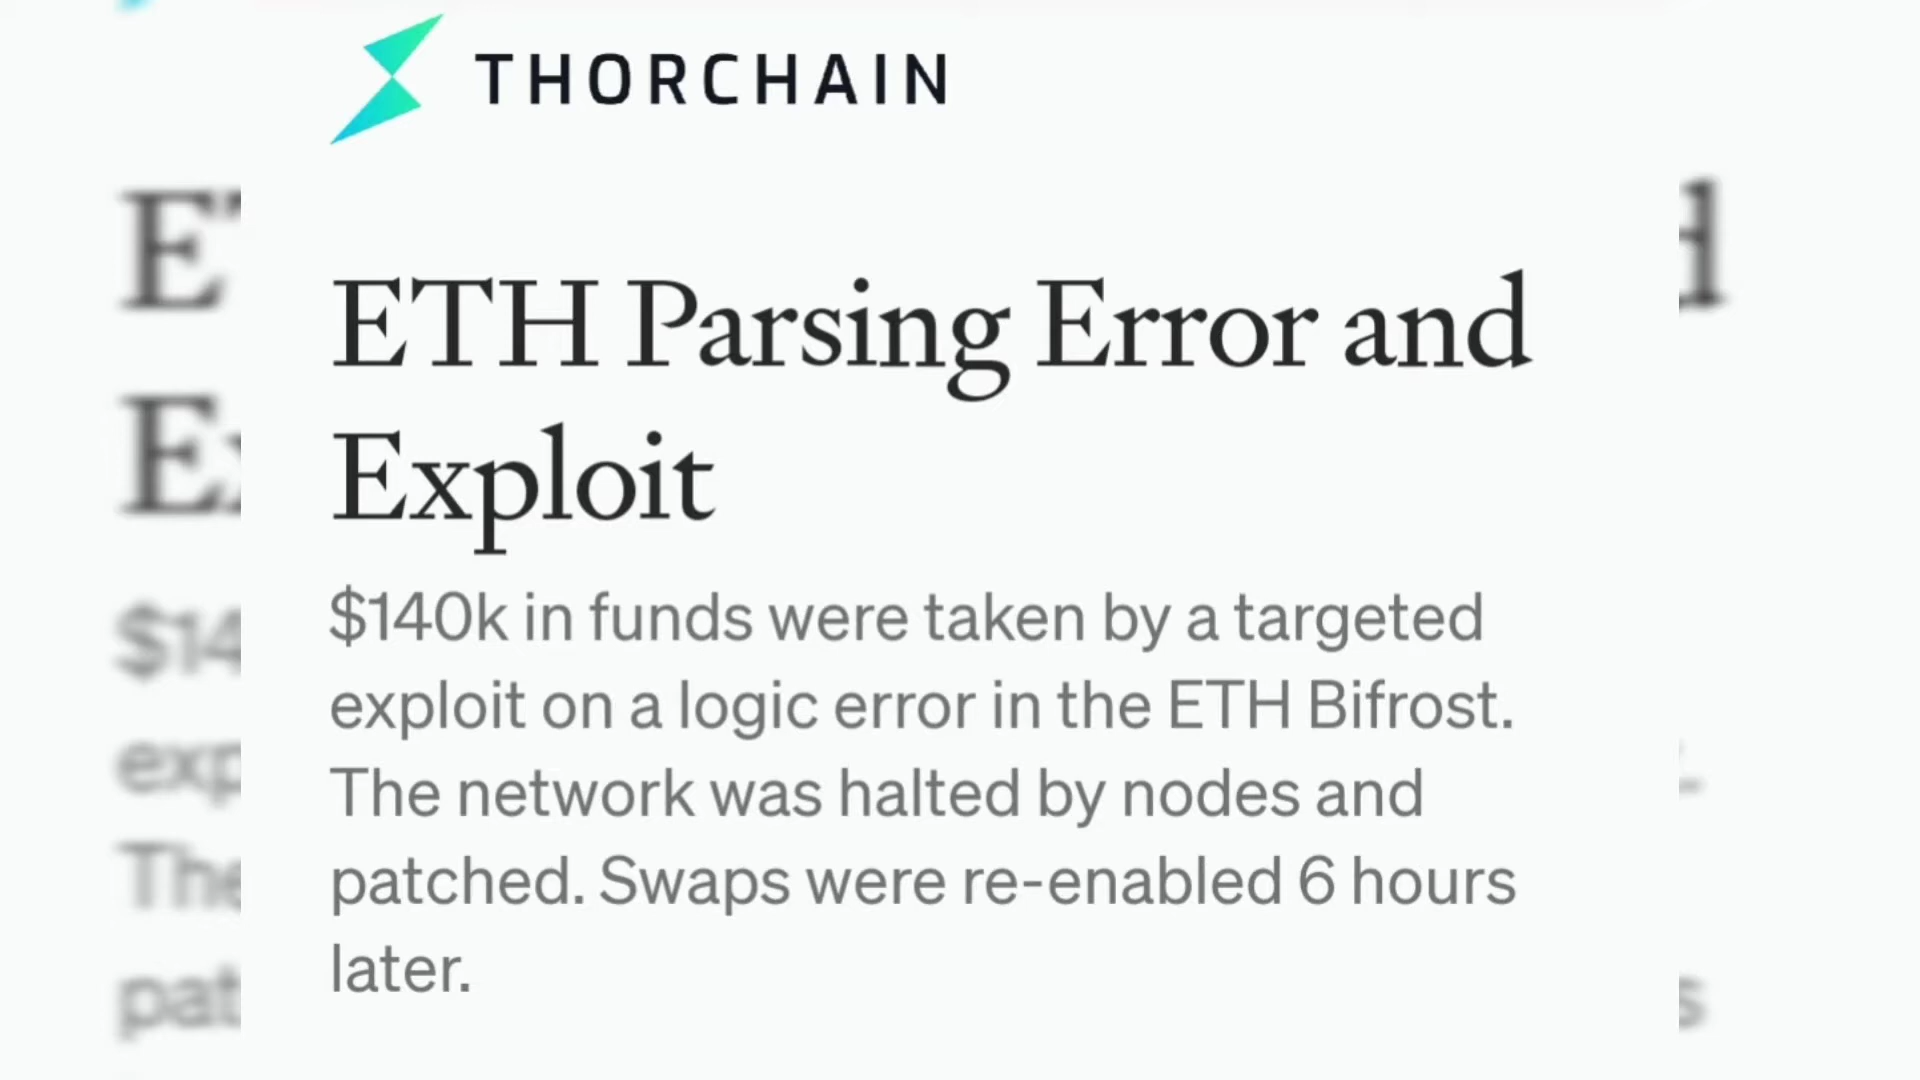 THORCHAIN
ETH Parsing Error and
Exploit
$140k in funds were taken by a targeted
exploit on a logic error in the ETH Bifrost.
The network was halted by nodes and
patched. Swaps were re-enabled 6 hours
later.